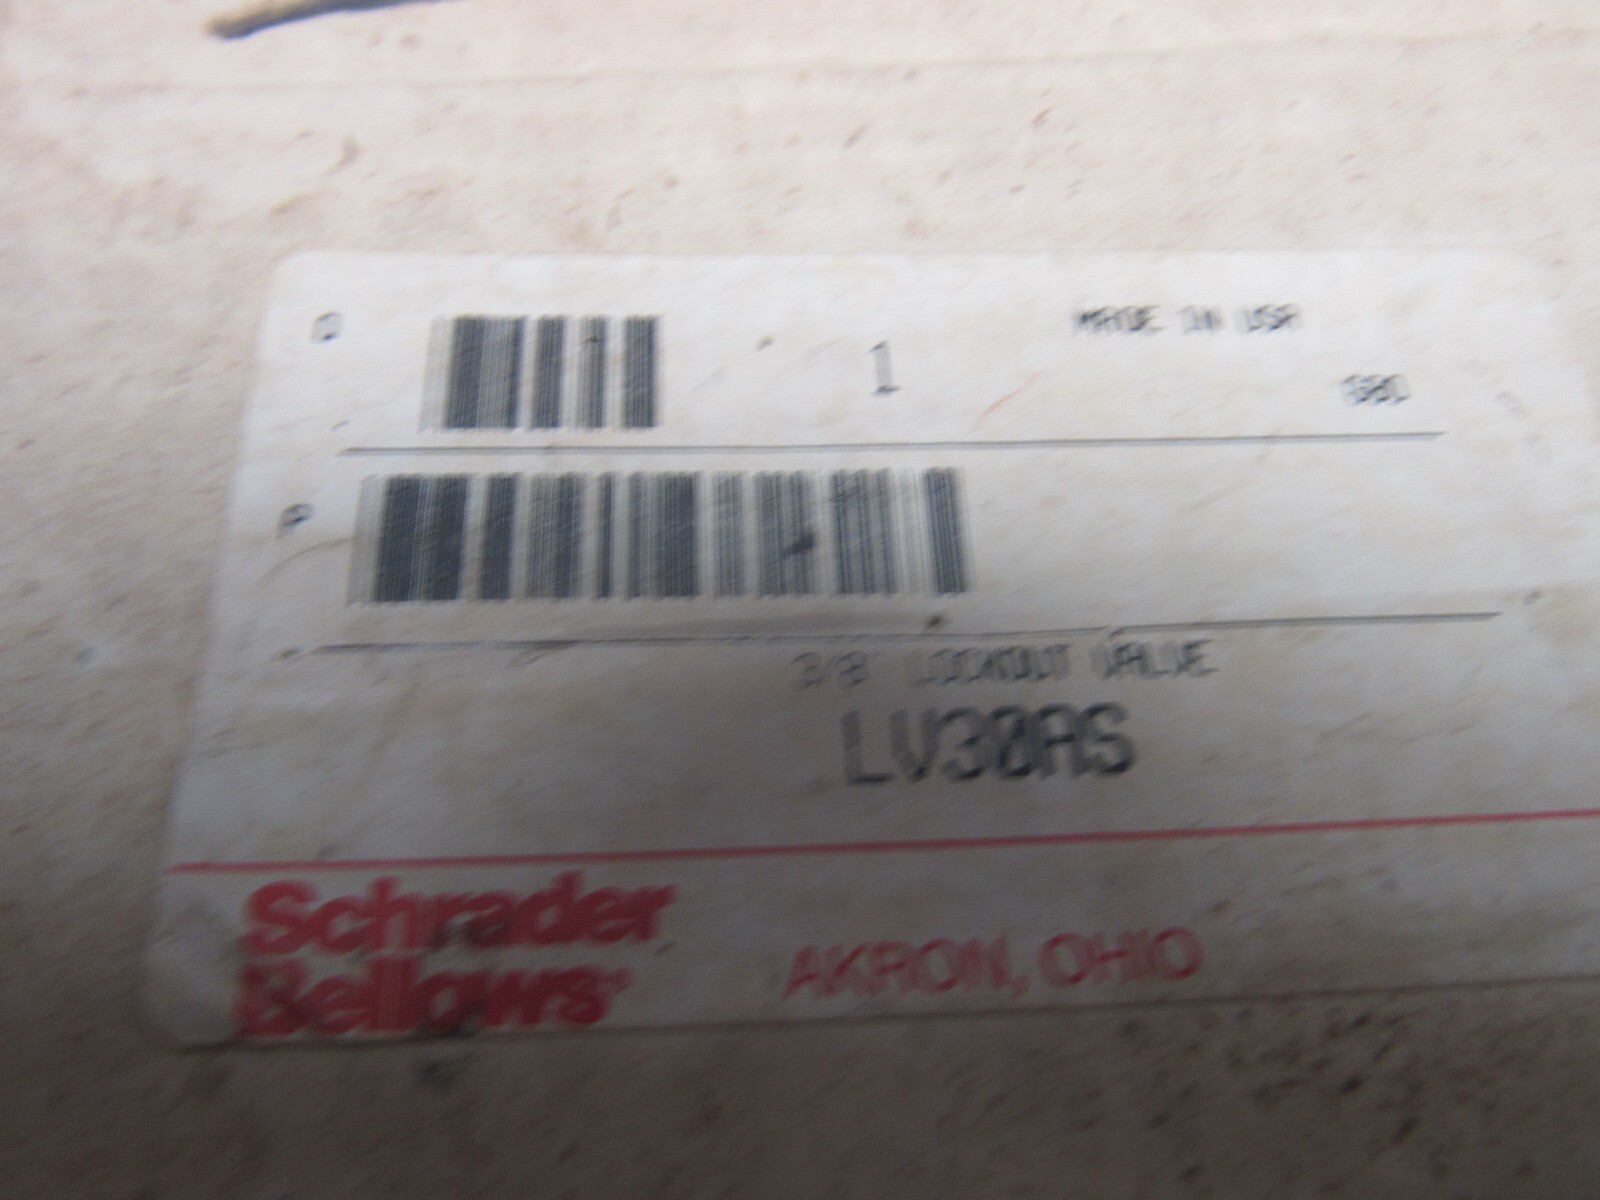 Q 1 MADE IN USA
P
3/8" LOCKOUT VALVE
LV30AS
Schrader
Bellows
AKRON, OHIO